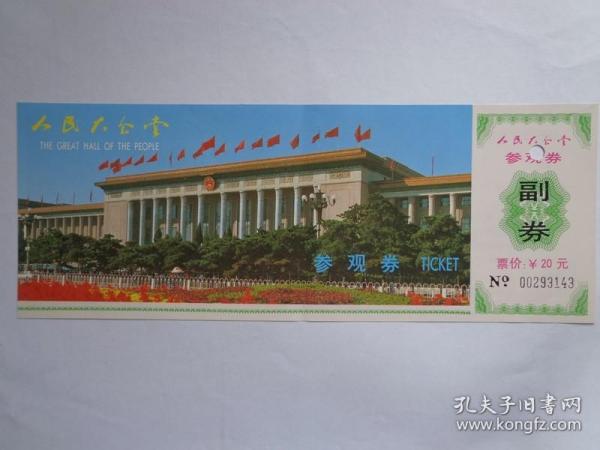 人民大会堂
THE GREAT HALL OF THE PEOPLE
参观券 TICKET
人民大会堂
参观券
副
券
票价:￥20元
Nº 00293143
孔夫子旧书网
www.kongfz.com